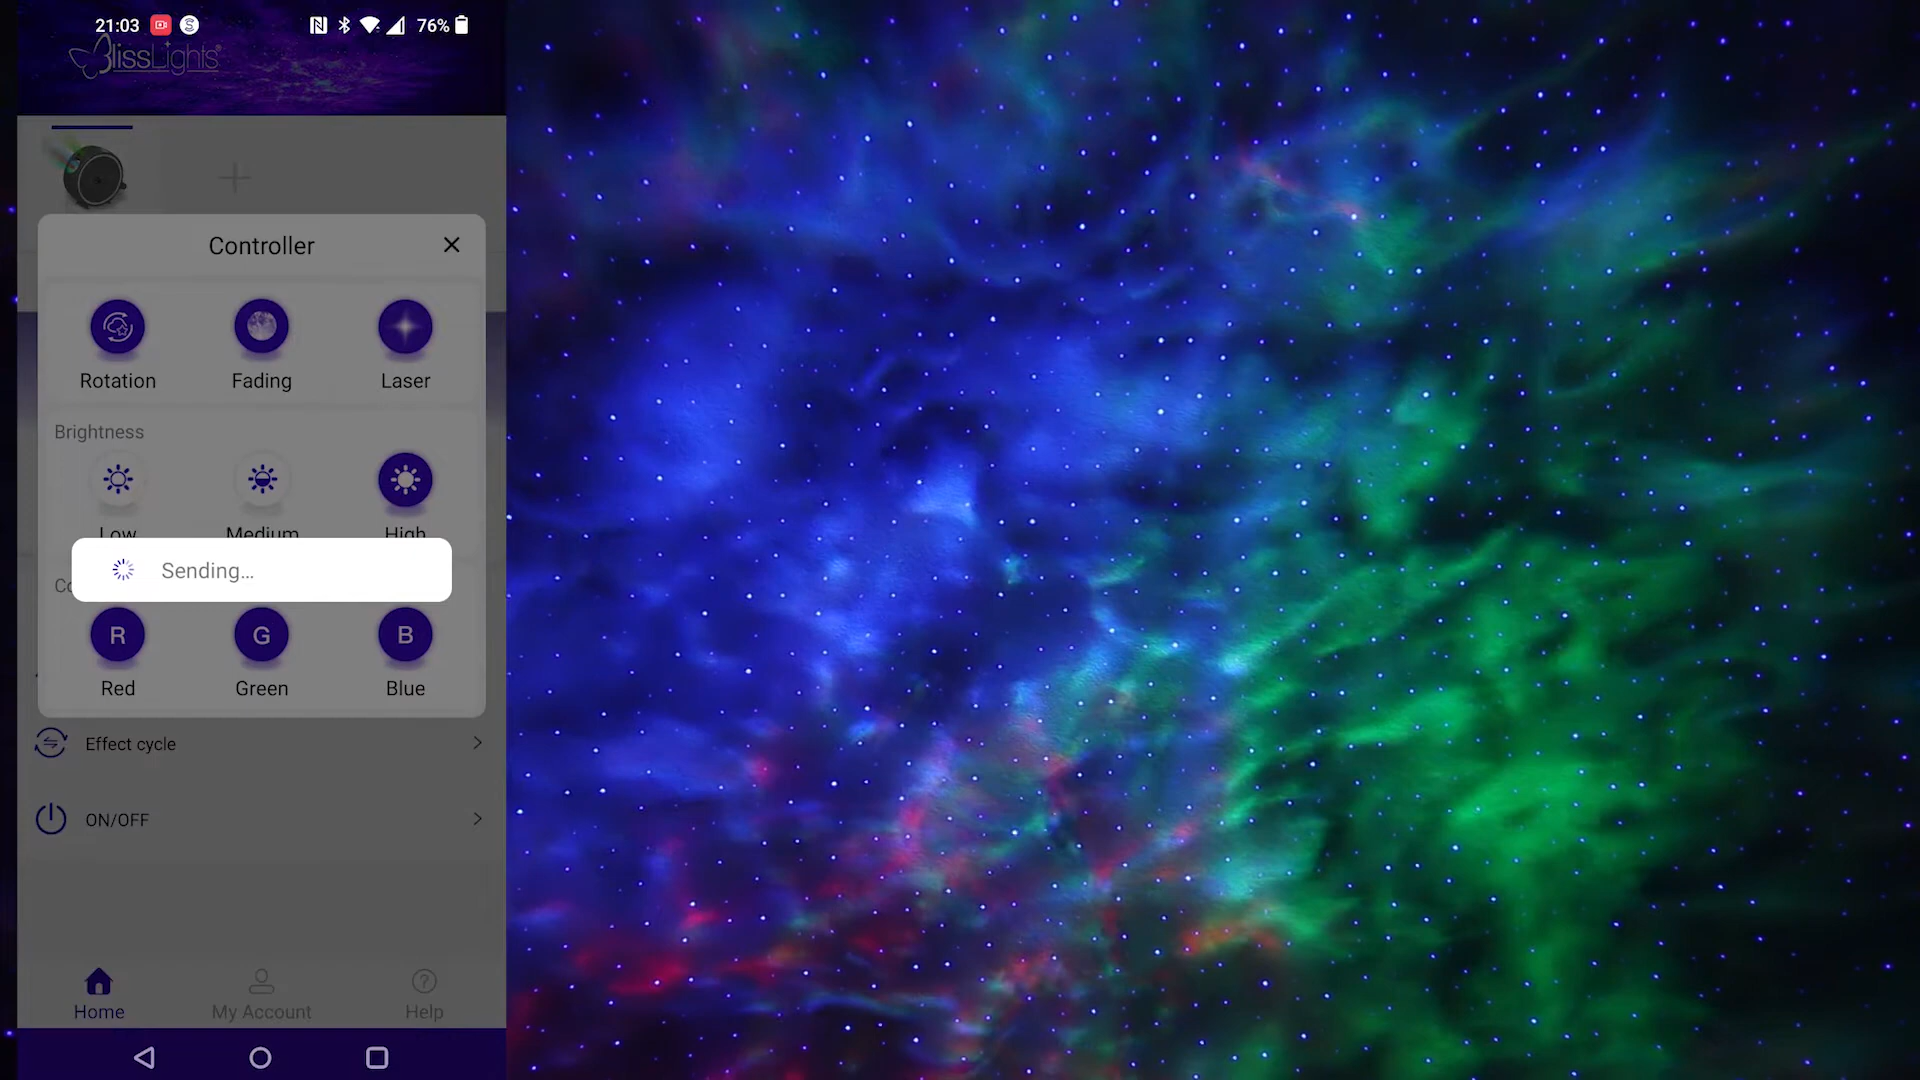 21:03 76%
BlissLights
Controller
Rotation Fading Laser
Brightness
Low Medium High
Sending...
R G B
Red Green Blue
Effect cycle
ON/OFF
Home My Account Help